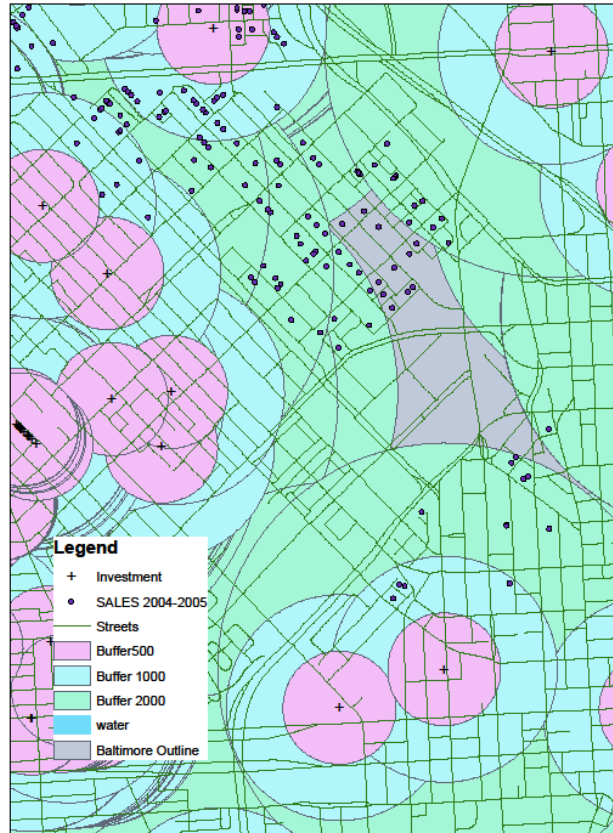 Legend
Investment
SALES 2004-2005
Streets
Buffer500
Buffer 1000
Buffer 2000
water
Baltimore Outline